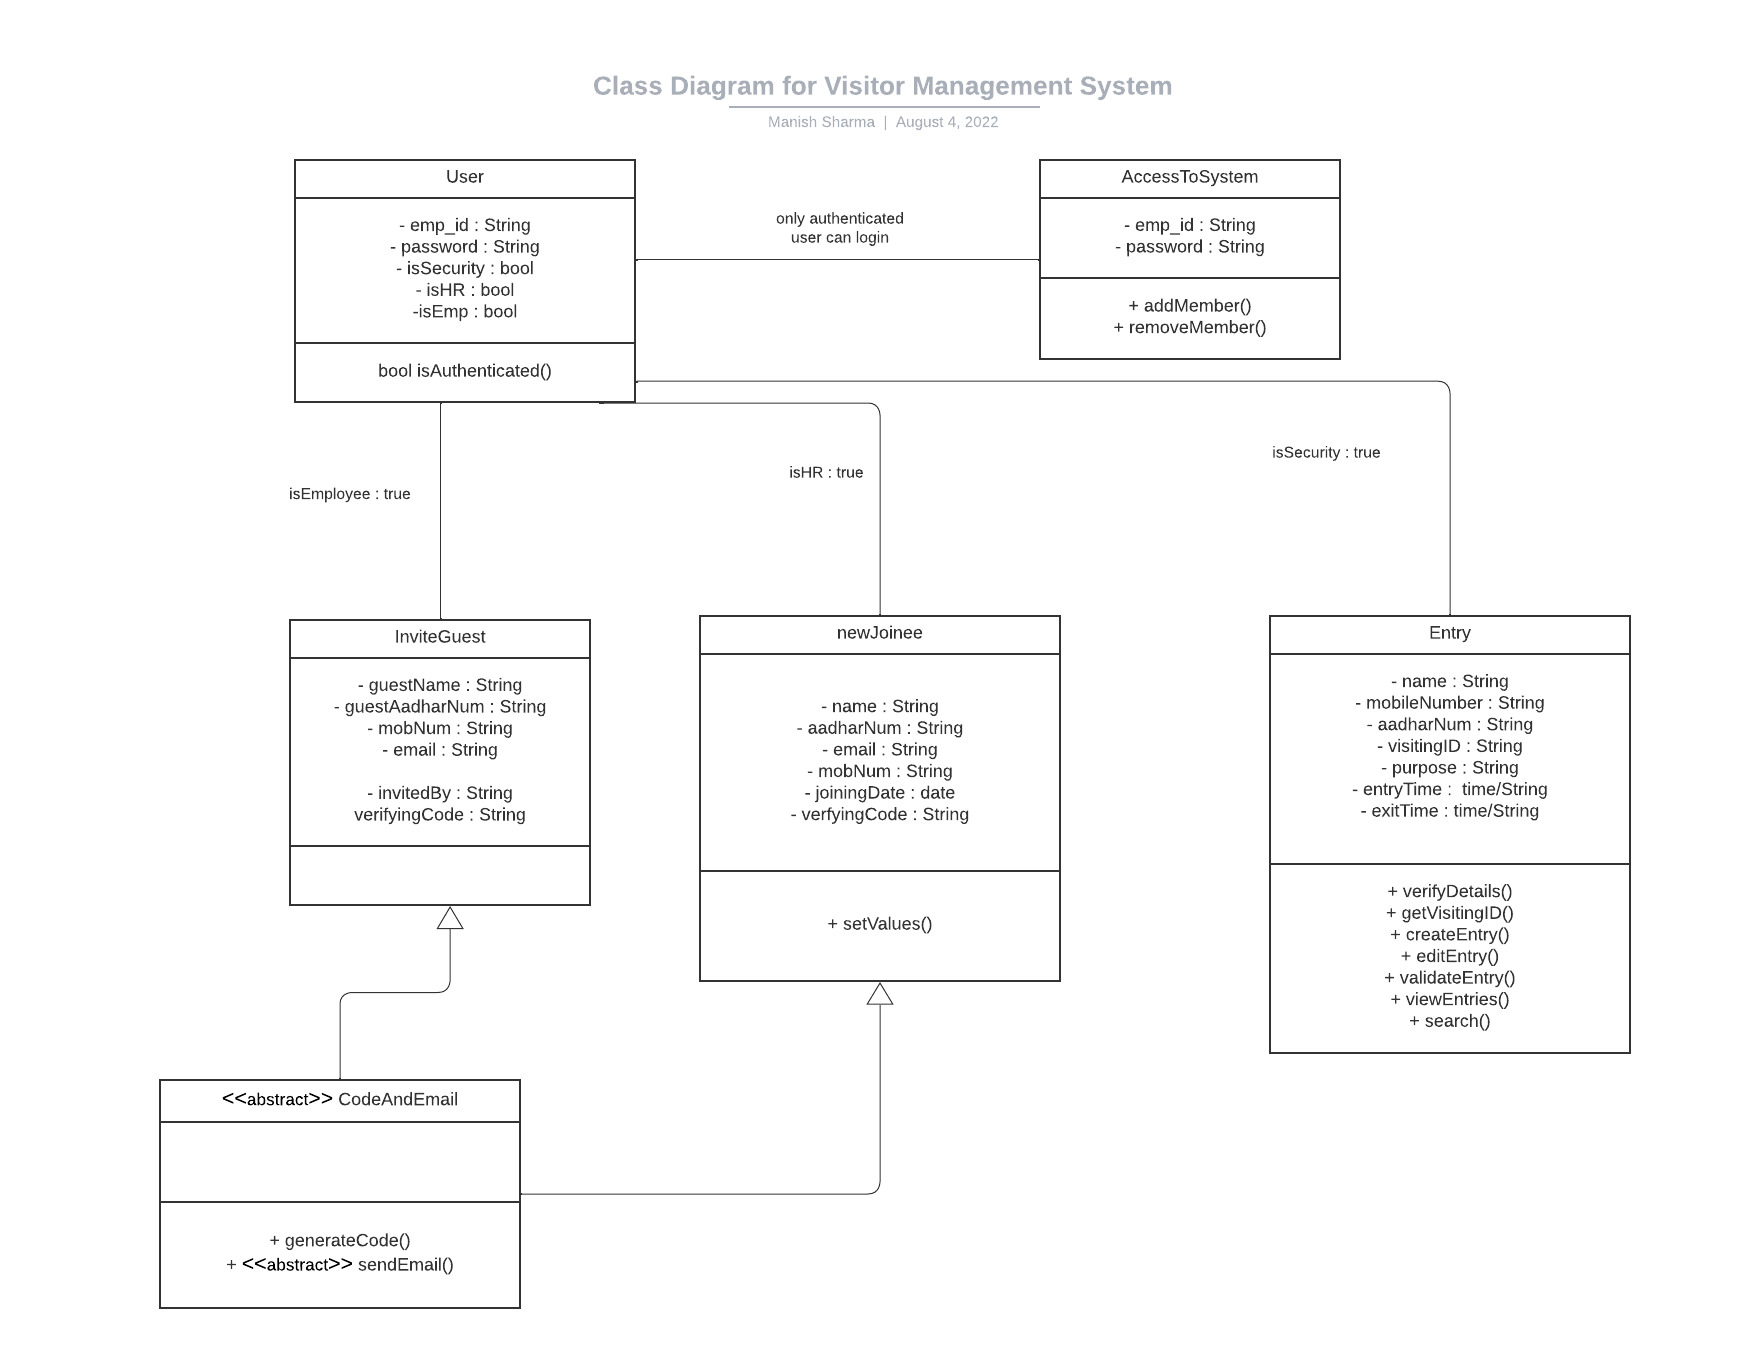 Class Diagram for Visitor Management System
Manish Sharma | August 4, 2022
User
- emp_id : String
- password : String
- isSecurity : bool
- isHR : bool
-isEmp : bool
bool isAuthenticated()
only authenticated
user can login
AccessToSystem
- emp_id : String
- password : String
+ addMember()
+ removeMember()
isEmployee : true
isHR : true
isSecurity : true
InviteGuest
- guestName : String
- guestAadharNum : String
- mobNum : String
- email : String
- invitedBy : String
verifyingCode : String
newJoinee
- name : String
- aadharNum : String
- email : String
- mobNum : String
- joiningDate : date
- verfyingCode : String
+ setValues()
Entry
- name : String
- mobileNumber : String
- aadharNum : String
- visitingID : String
- purpose : String
- entryTime :  time/String
- exitTime : time/String
+ verifyDetails()
+ getVisitingID()
+ createEntry()
+ editEntry()
+ validateEntry()
+ viewEntries()
+ search()
<<abstract>> CodeAndEmail
+ generateCode()
+ <<abstract>> sendEmail()